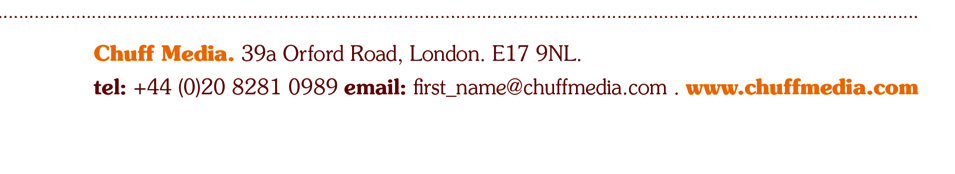 Chuff Media. 39a Orford Road, London. E17 9NL.
tel: +44 (0)20 8281 0989 email: first_name@chuffmedia.com . www.chuffmedia.com